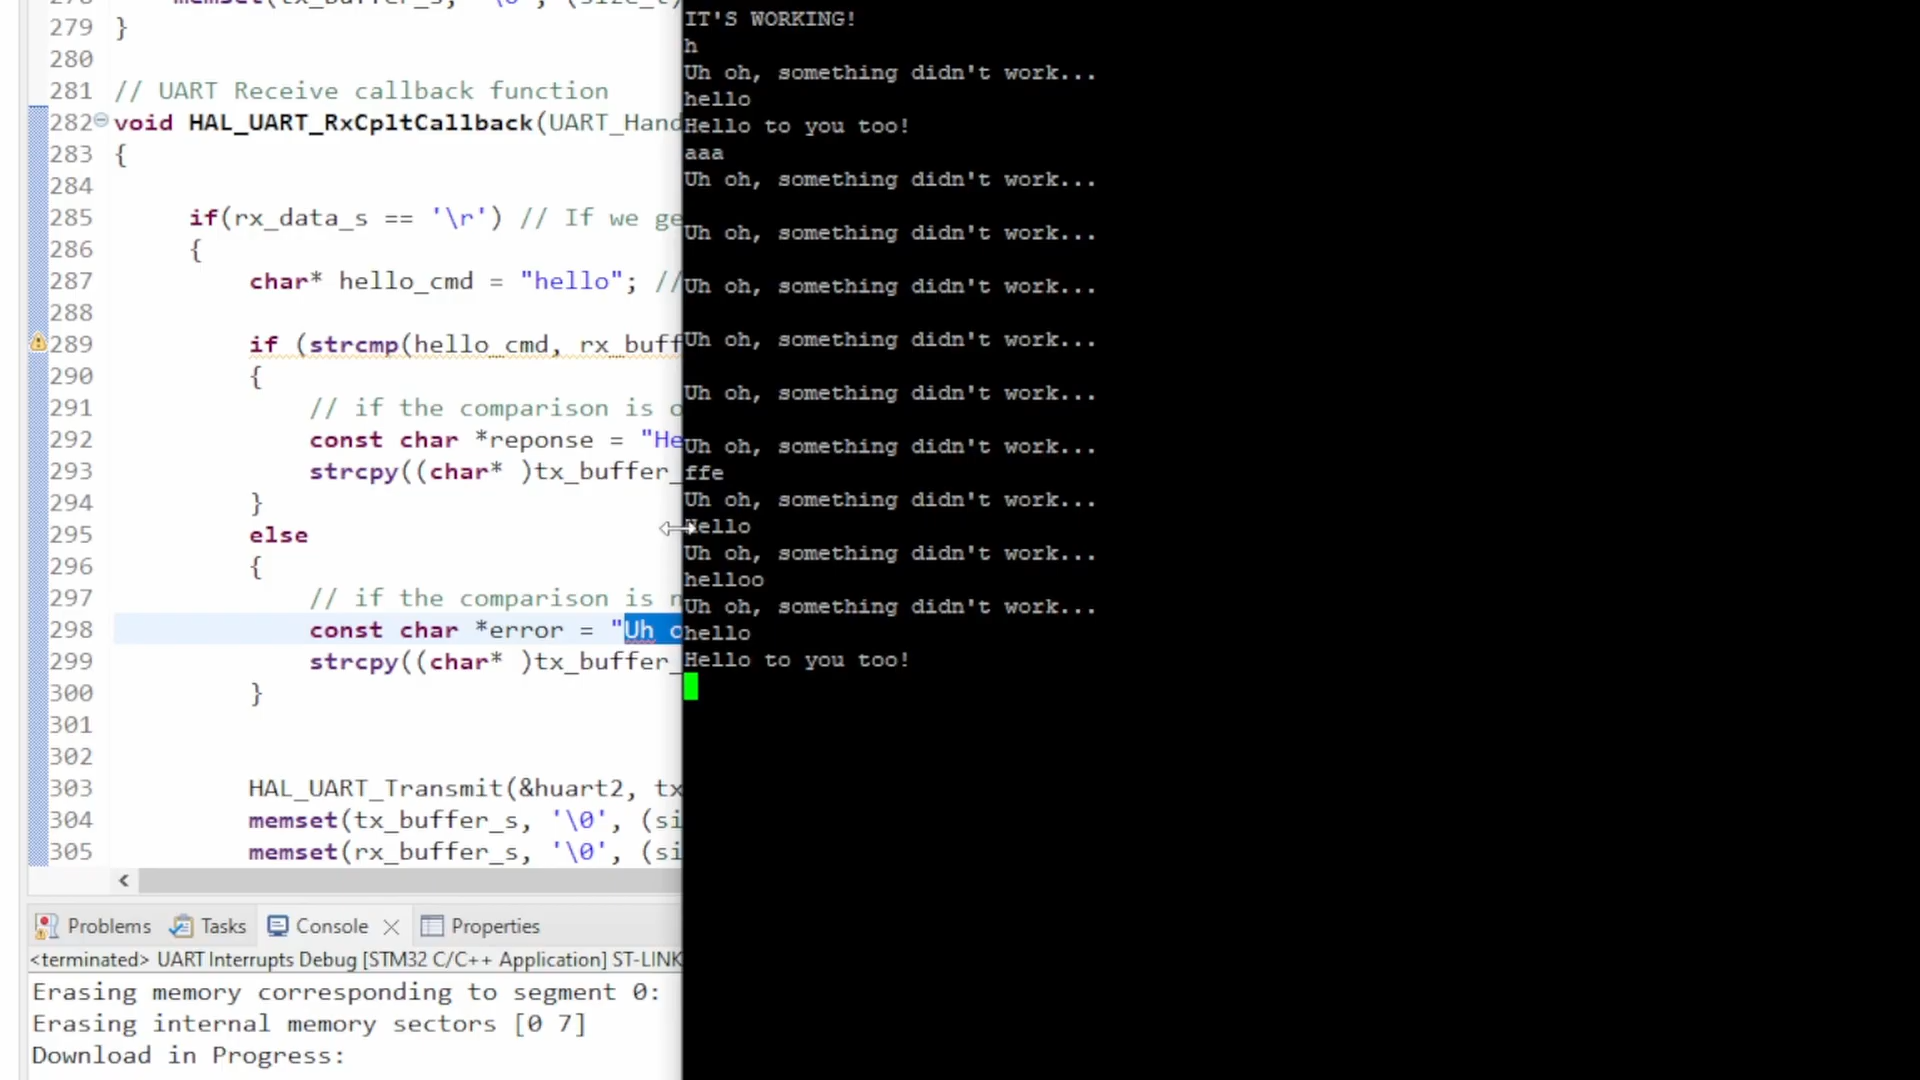 278 memset(tx_buffer_s, '\0', (size_t)
279 }
280
281 // UART Receive callback function
282 void HAL_UART_RxCpltCallback(UART_Hand
283 {
284
285 if(rx_data_s == '\r') // If we ge
286 {
287 char* hello_cmd = "hello"; //
288
289 if (strcmp(hello_cmd, rx_buff
290 {
291 // if the comparison is o
292 const char *reponse = "He
293 strcpy((char* )tx_buffer_
294 }
295 else
296 {
297 // if the comparison is n
298 const char *error = "Uh o
299 strcpy((char* )tx_buffer_
300 }
301
302
303 HAL_UART_Transmit(&huart2, tx
304 memset(tx_buffer_s, '\0', (si
305 memset(rx_buffer_s, '\0', (si
Problems Tasks Console Properties
<terminated> UART Interrupts Debug [STM32 C/C++ Application] ST-LINK
Erasing memory corresponding to segment 0:
Erasing internal memory sectors [0 7]
Download in Progress:
IT'S WORKING!
h
Uh oh, something didn't work...
hello
Hello to you too!
aaa
Uh oh, something didn't work...
Uh oh, something didn't work...
Uh oh, something didn't work...
Uh oh, something didn't work...
Uh oh, something didn't work...
Uh oh, something didn't work...
ffe
Uh oh, something didn't work...
Hello
Uh oh, something didn't work...
helloo
Uh oh, something didn't work...
hello
Hello to you too!